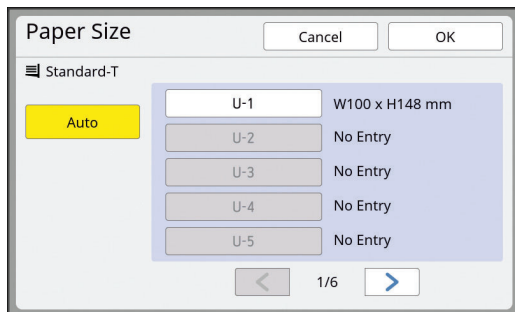 Paper Size
Cancel
OK
Standard-T
Auto
U-1 W100 x H148 mm
U-2 No Entry
U-3 No Entry
U-4 No Entry
U-5 No Entry
< 1/6 >